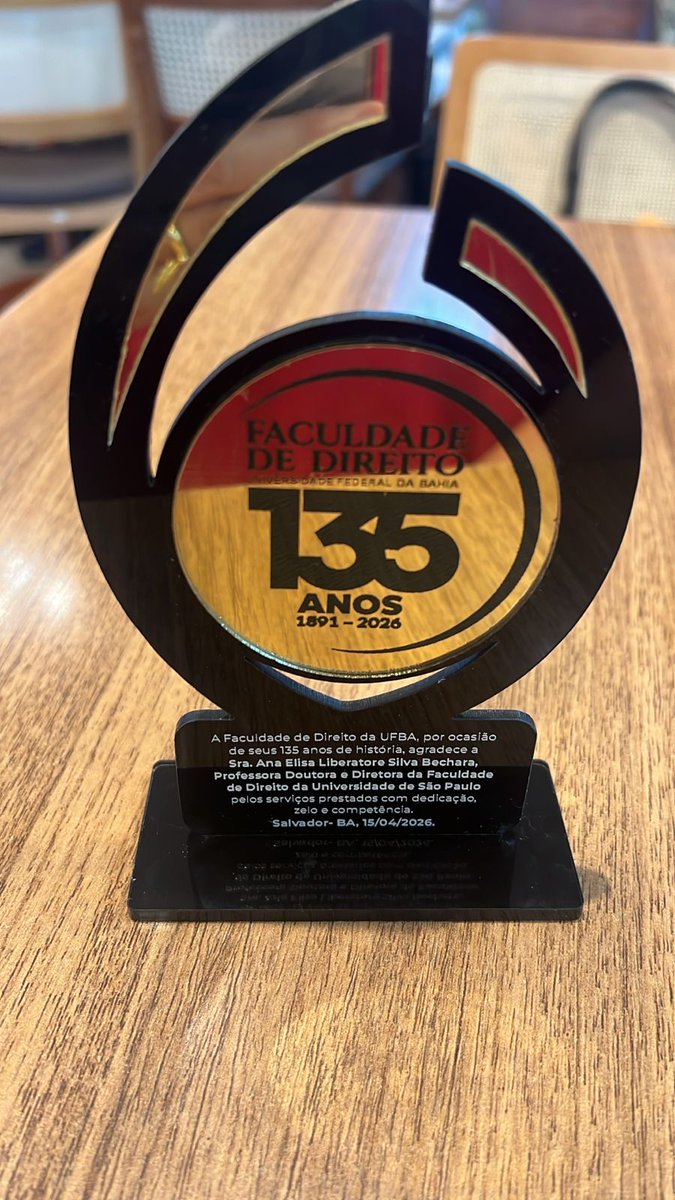 FACULDADE
DE DIREITO
UNIVERSIDADE FEDERAL DA BAHIA
135
ANOS
1891 – 2026
A Faculdade de Direito da UFBA, por ocasião
de seus 135 anos de história, agradece a
Sra. Ana Elisa Liberatore Silva Bechara,
Professora Doutora e Diretora da Faculdade
de Direito da Universidade de São Paulo
pelos serviços prestados com dedicação,
zelo e competência.
Salvador- BA, 15/04/2026.